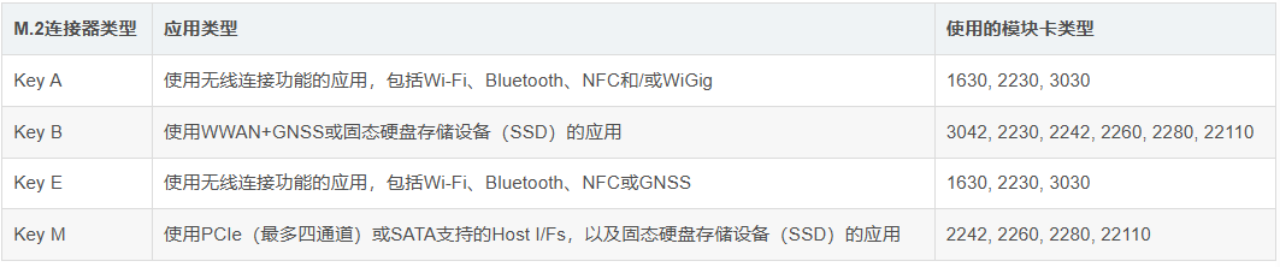 M.2连接器类型 应用类型 使用的模块卡类型
Key A 使用无线连接功能的应用，包括Wi-Fi、Bluetooth、NFC和/或WiGig 1630, 2230, 3030
Key B 使用WWAN+GNSS或固态硬盘存储设备（SSD）的应用 3042, 2230, 2242, 2260, 2280, 22110
Key E 使用无线连接功能的应用，包括Wi-Fi、Bluetooth、NFC或GNSS 1630, 2230, 3030
Key M 使用PCIe（最多四通道）或SATA支持的Host I/Fs，以及固态硬盘存储设备（SSD）的应用 2242, 2260, 2280, 22110